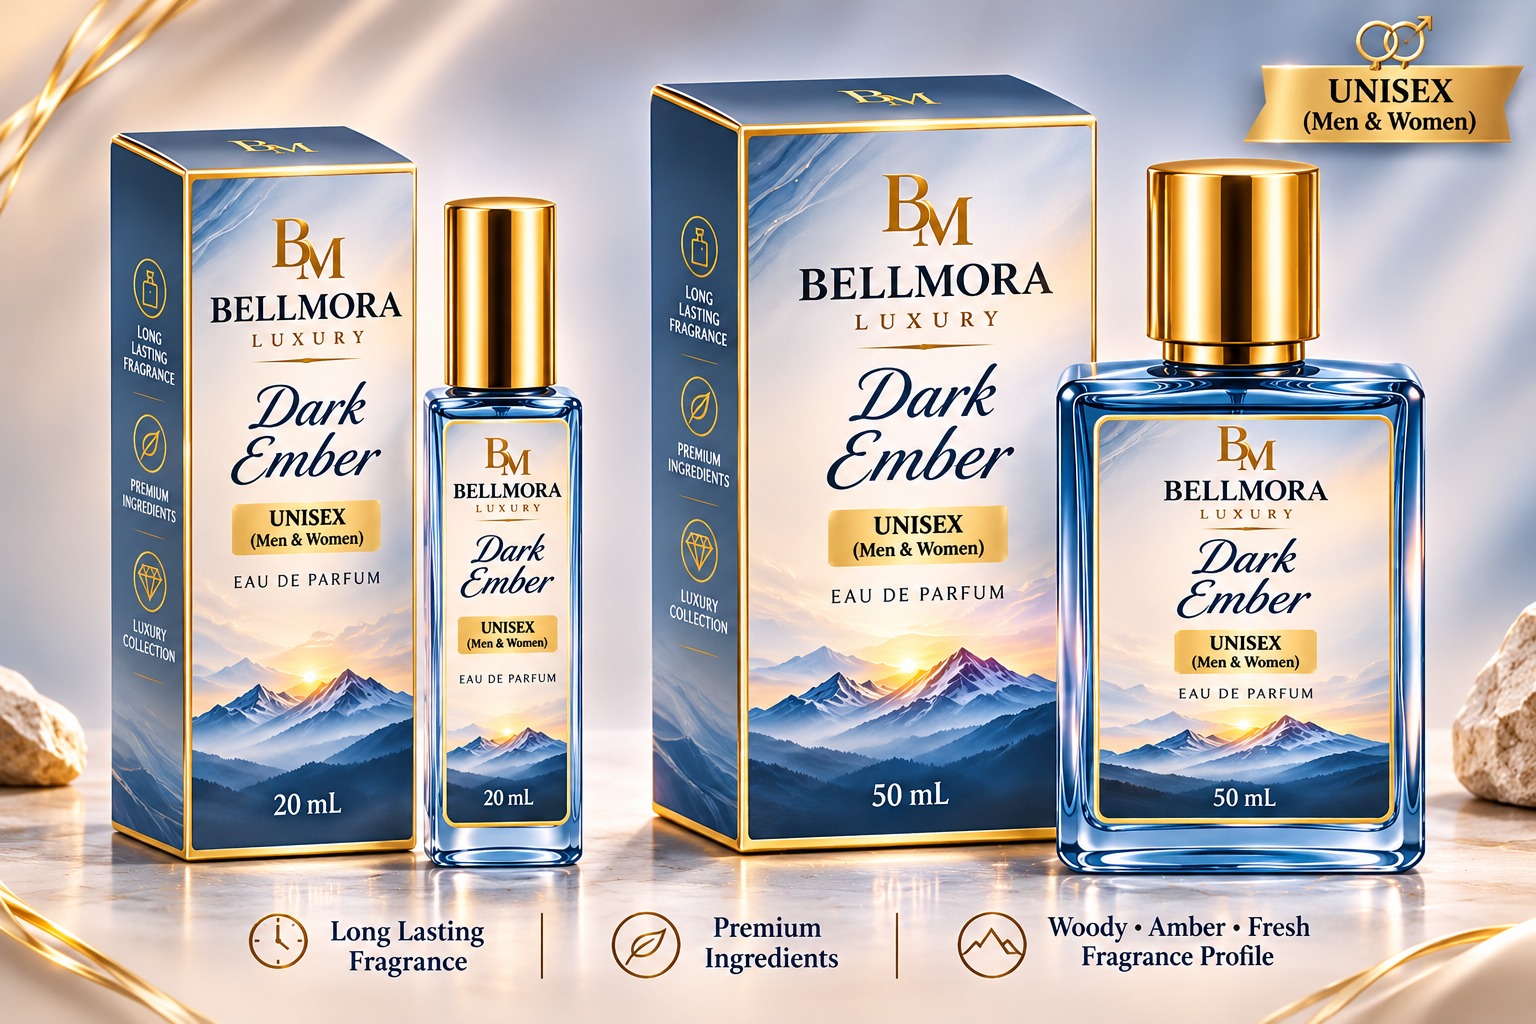 UNISEX
(Men & Women)
BM
LONG
LASTING
FRAGRANCE
PREMIUM
INGREDIENTS
LUXURY
COLLECTION
BM
BELLMORA
LUXURY
Dark
Ember
UNISEX
(Men & Women)
EAU DE PARFUM
20 mL
BM
BELLMORA
LUXURY
Dark
Ember
UNISEX
(Men & Women)
EAU DE PARFUM
20 mL
BM
LONG
LASTING
FRAGRANCE
PREMIUM
INGREDIENTS
LUXURY
COLLECTION
BM
BELLMORA
LUXURY
Dark
Ember
UNISEX
(Men & Women)
EAU DE PARFUM
50 mL
BM
BELLMORA
LUXURY
Dark
Ember
UNISEX
(Men & Women)
EAU DE PARFUM
50 mL
Long Lasting
Fragrance
Premium
Ingredients
Woody • Amber • Fresh
Fragrance Profile